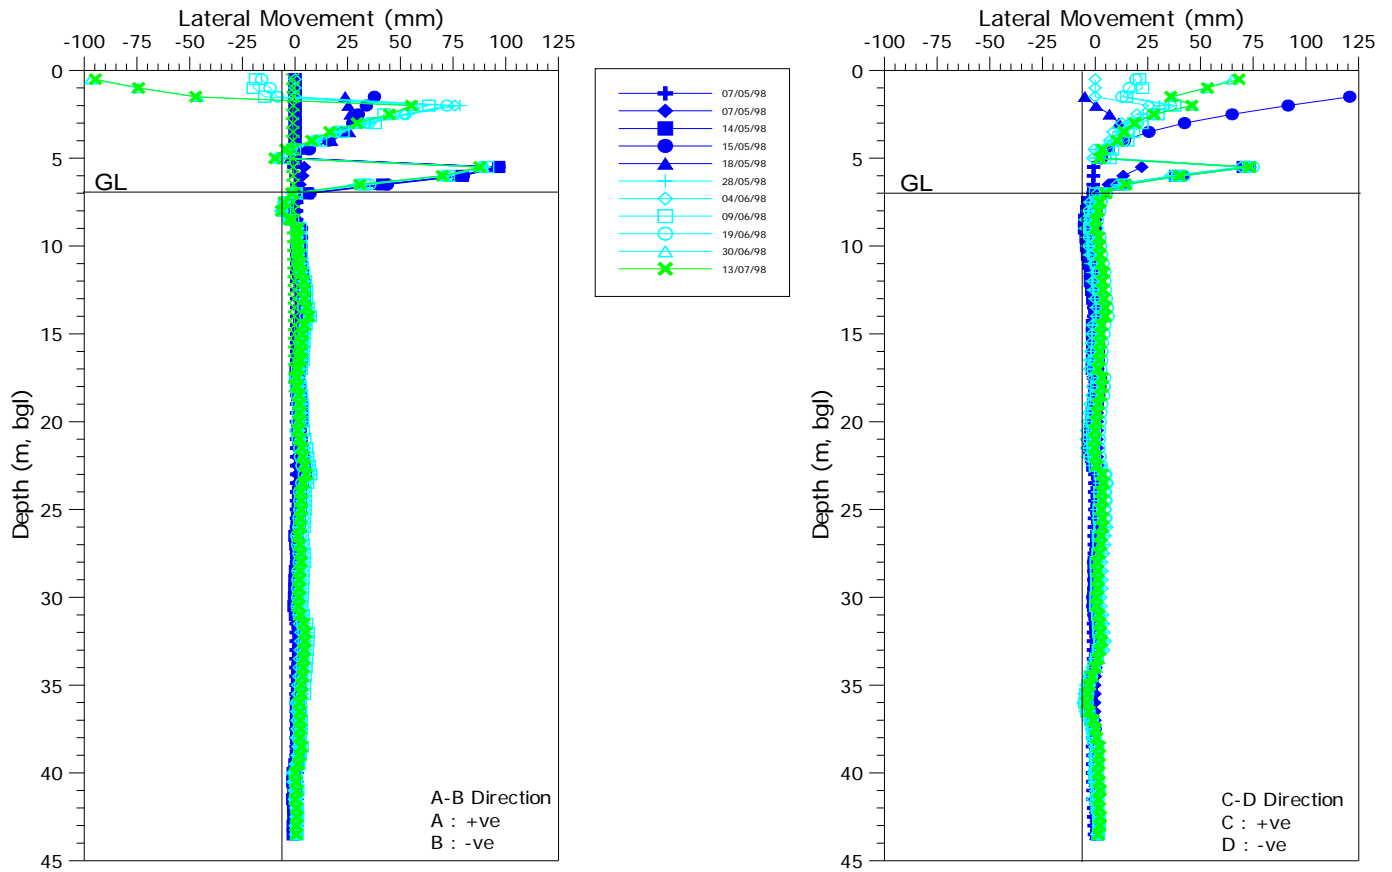 Lateral Movement (mm)
-100 -75 -50 -25 0 25 50 75 100 125
0
5
10
15
20
25
30
35
40
45
Depth (m, bgl)
GL
A-B Direction
A : +ve
B : -ve
07/05/98
07/05/98
14/05/98
15/05/98
18/05/98
28/05/98
04/06/98
09/06/98
19/06/98
30/06/98
13/07/98
Lateral Movement (mm)
-100 -75 -50 -25 0 25 50 75 100 125
0
5
10
15
20
25
30
35
40
45
Depth (m, bgl)
GL
C-D Direction
C : +ve
D : -ve